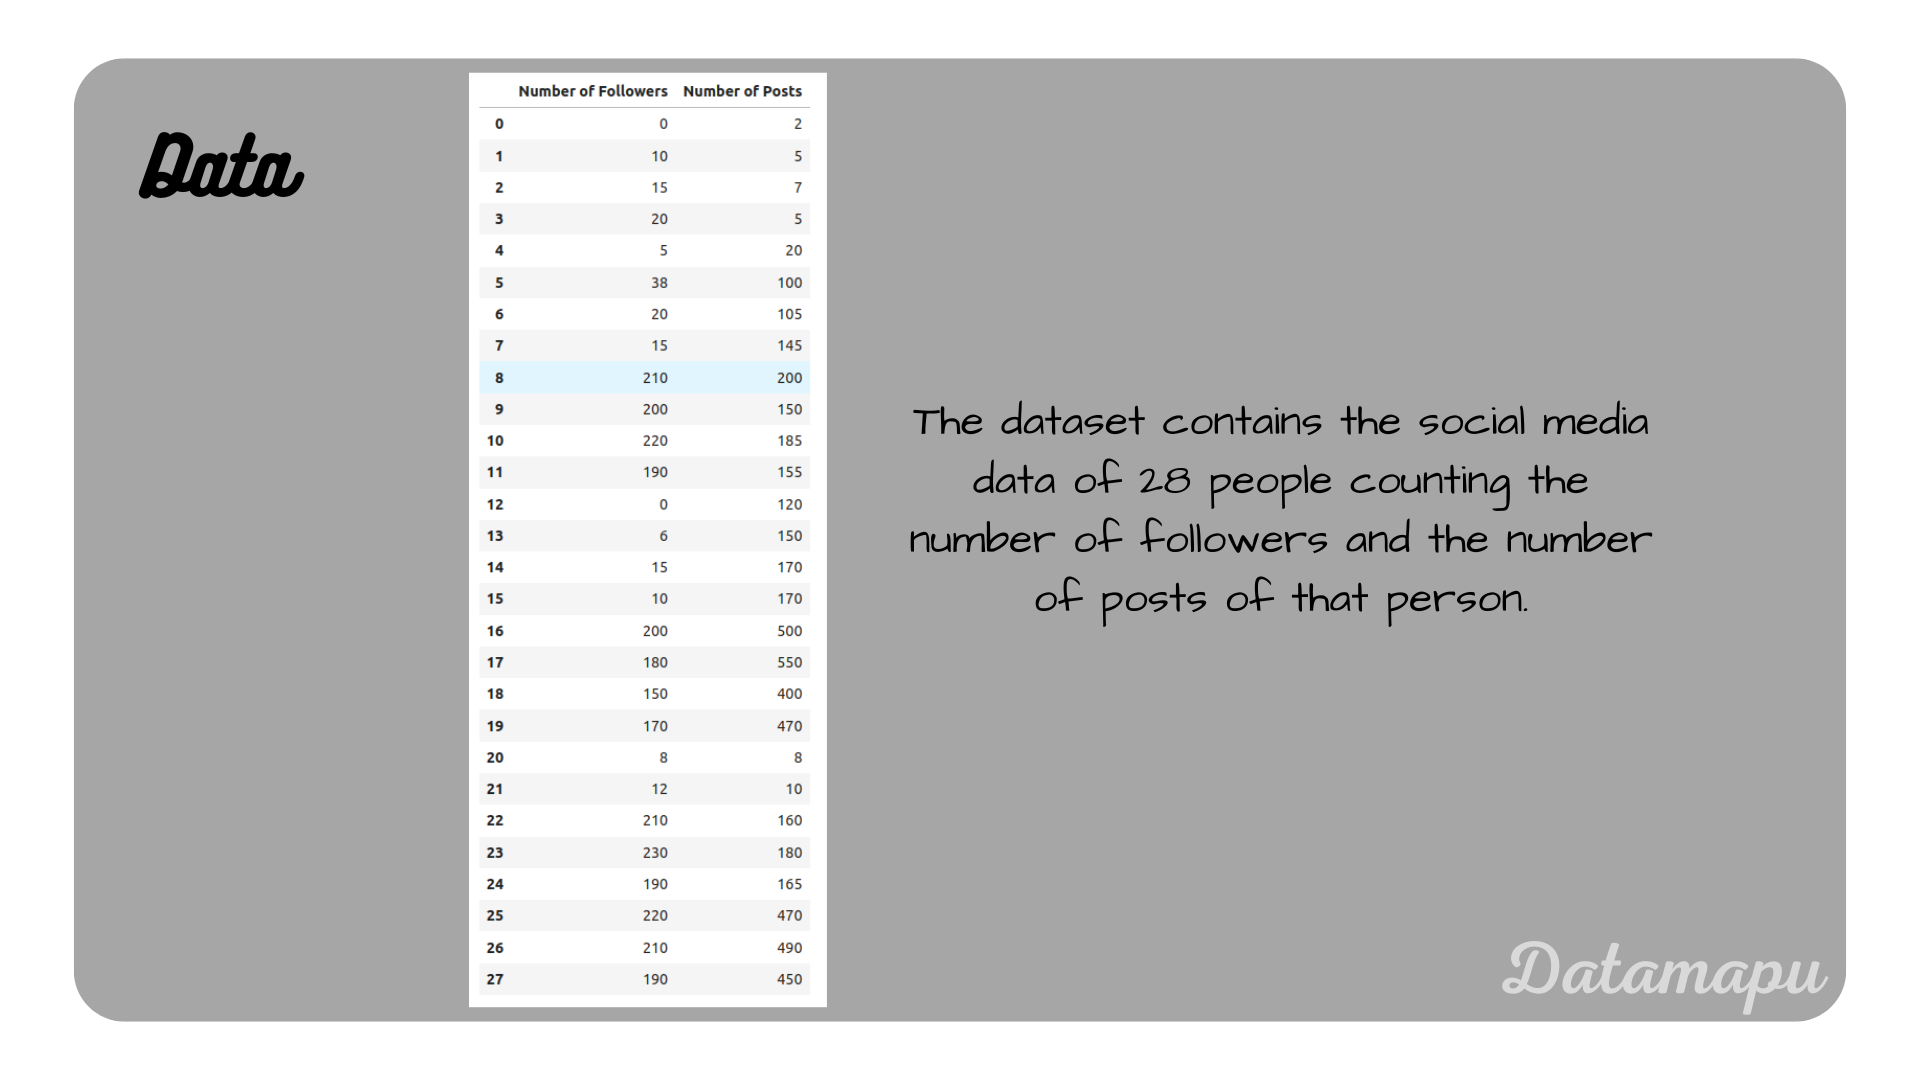 Data
Number of Followers Number of Posts
0 0 2
1 10 5
2 15 7
3 20 5
4 5 20
5 38 100
6 20 105
7 15 145
8 210 200
9 200 150
10 220 185
11 190 155
12 0 120
13 6 150
14 15 170
15 10 170
16 200 500
17 180 550
18 150 400
19 170 470
20 8 8
21 12 10
22 210 160
23 230 180
24 190 165
25 220 470
26 210 490
27 190 450
The dataset contains the social media
data of 28 people counting the
number of followers and the number
of posts of that person.
Datamapu